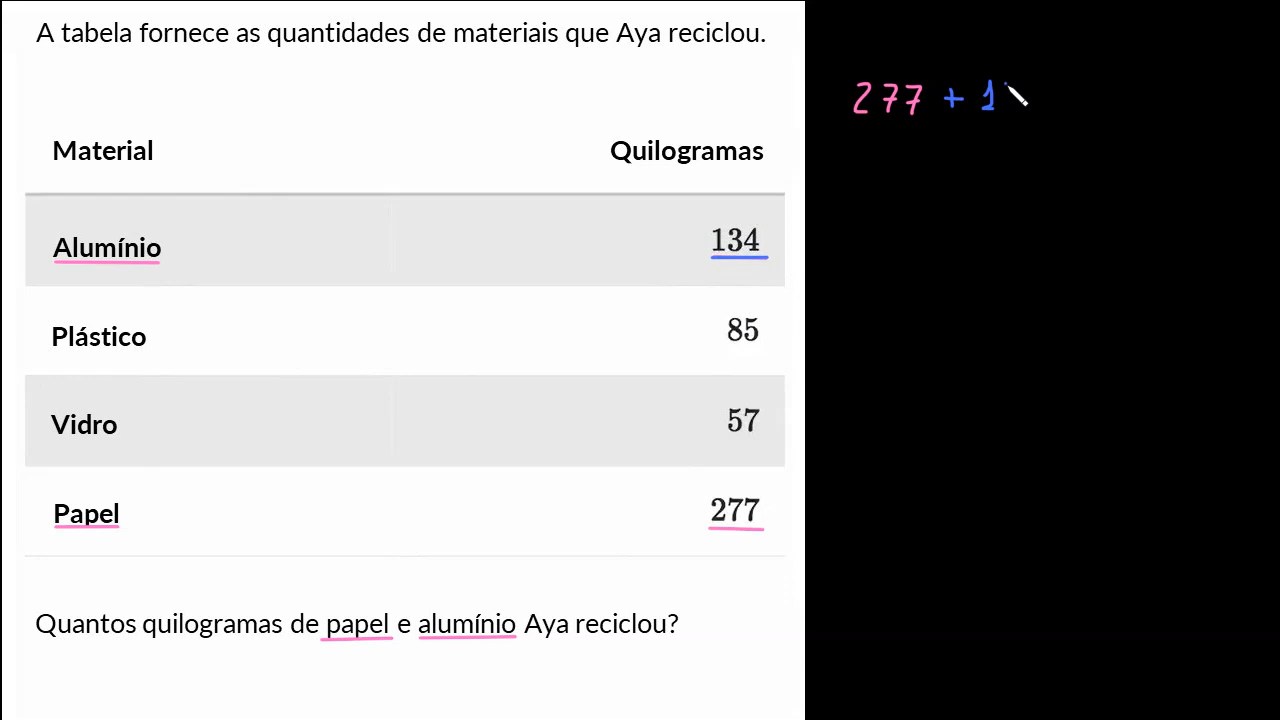 A tabela fornece as quantidades de materiais que Aya reciclou.
Material Quilogramas
Alumínio 134
Plástico 85
Vidro 57
Papel 277
Quantos quilogramas de papel e alumínio Aya reciclou?
277 + 1